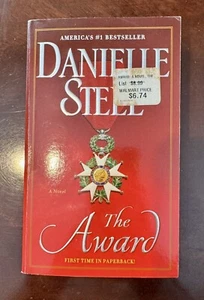 AMERICA'S #1 BESTSELLER
DANIELLE
STEEL
WALMART PRICE
$6.74
A Novel
The
Award
FIRST TIME IN PAPERBACK!